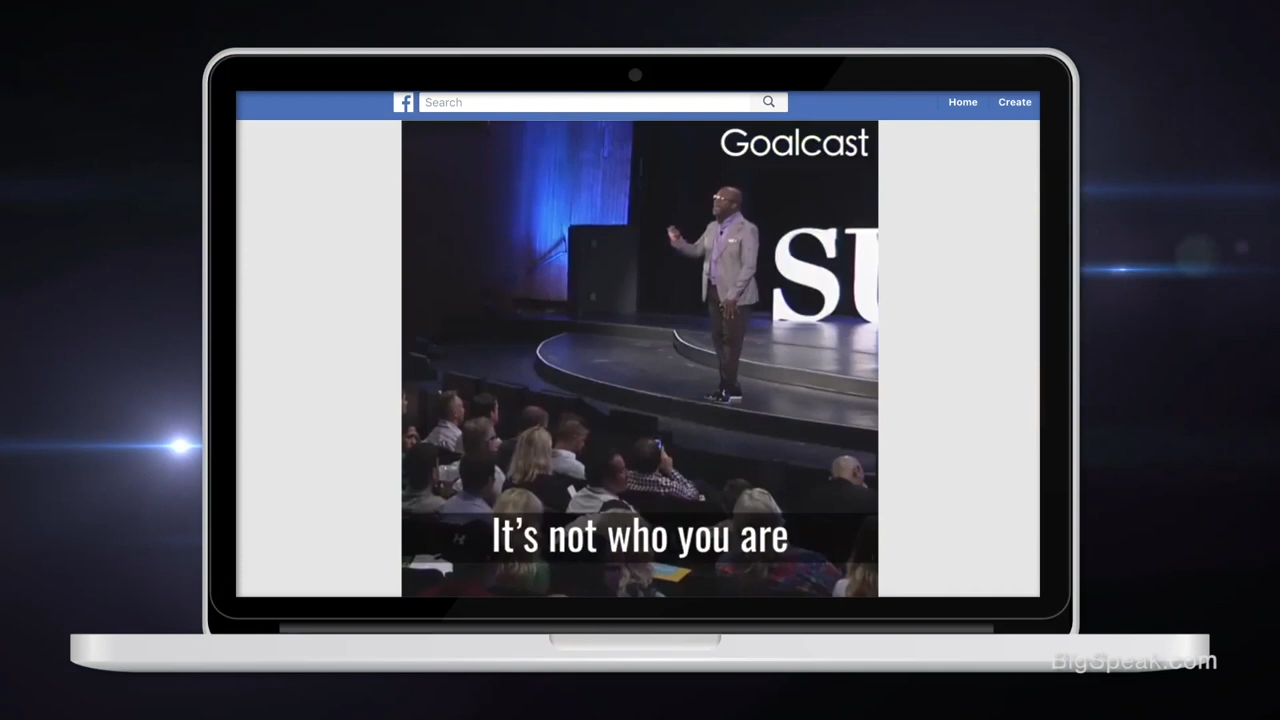 f
Search
Home
Create
Goalcast
SU
It's not who you are
BigSpeak.com